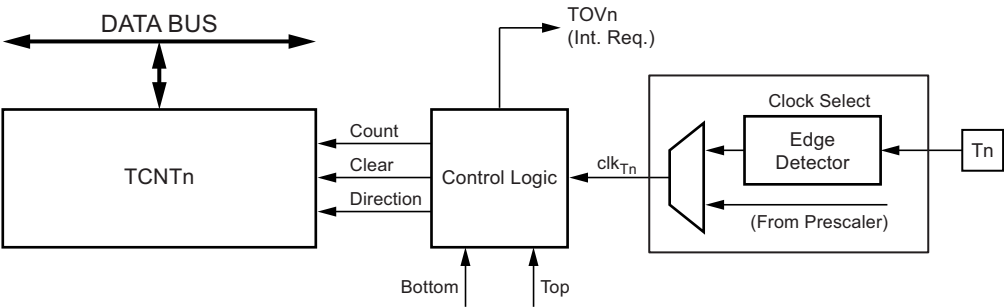 DATA BUS
TOVn
(Int. Req.)
Clock Select
Count
Edge
Detector
Tn
TCNTn
Clear
Control Logic
clkTn
Direction
(From Prescaler)
Bottom
Top